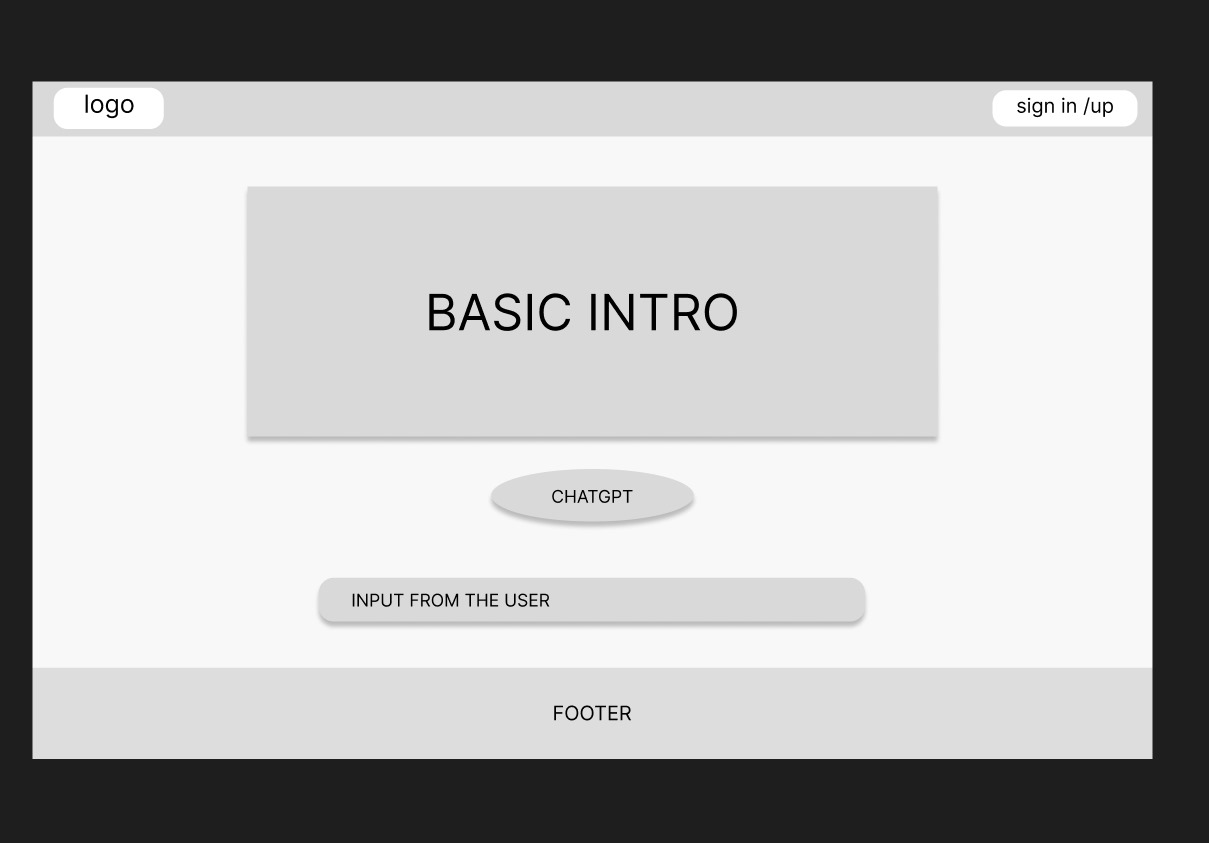 logo
sign in /up
BASIC INTRO
CHATGPT
INPUT FROM THE USER
FOOTER